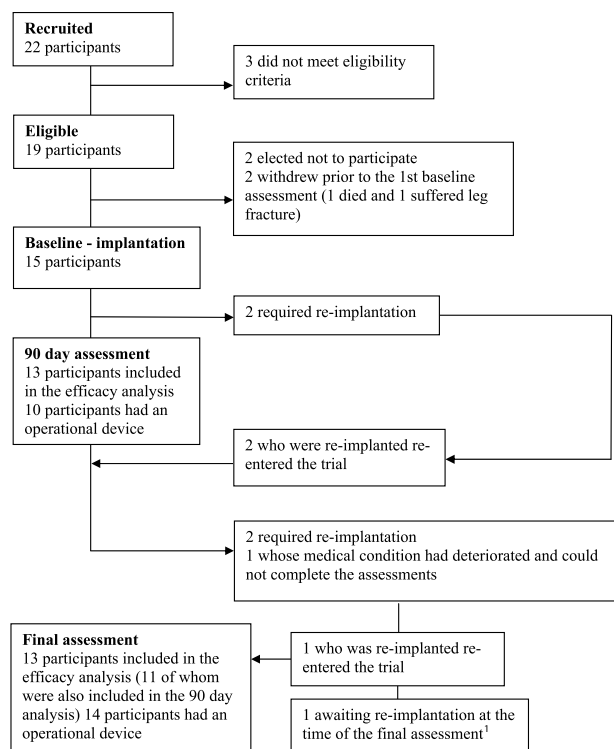 Recruited
22 participants
3 did not meet eligibility
criteria
Eligible
19 participants
2 elected not to participate
2 withdrew prior to the 1st baseline
assessment (1 died and 1 suffered leg
fracture)
Baseline - implantation
15 participants
2 required re-implantation
90 day assessment
13 participants included
in the efficacy analysis
10 participants had an
operational device
2 who were re-implanted re-
entered the trial
2 required re-implantation
1 whose medical condition had deteriorated and could
not complete the assessments
Final assessment
13 participants included in the
efficacy analysis (11 of whom
were also included in the 90 day
analysis) 14 participants had an
operational device
1 who was re-implanted re-
entered the trial
1 awaiting re-implantation at the
time of the final assessment¹